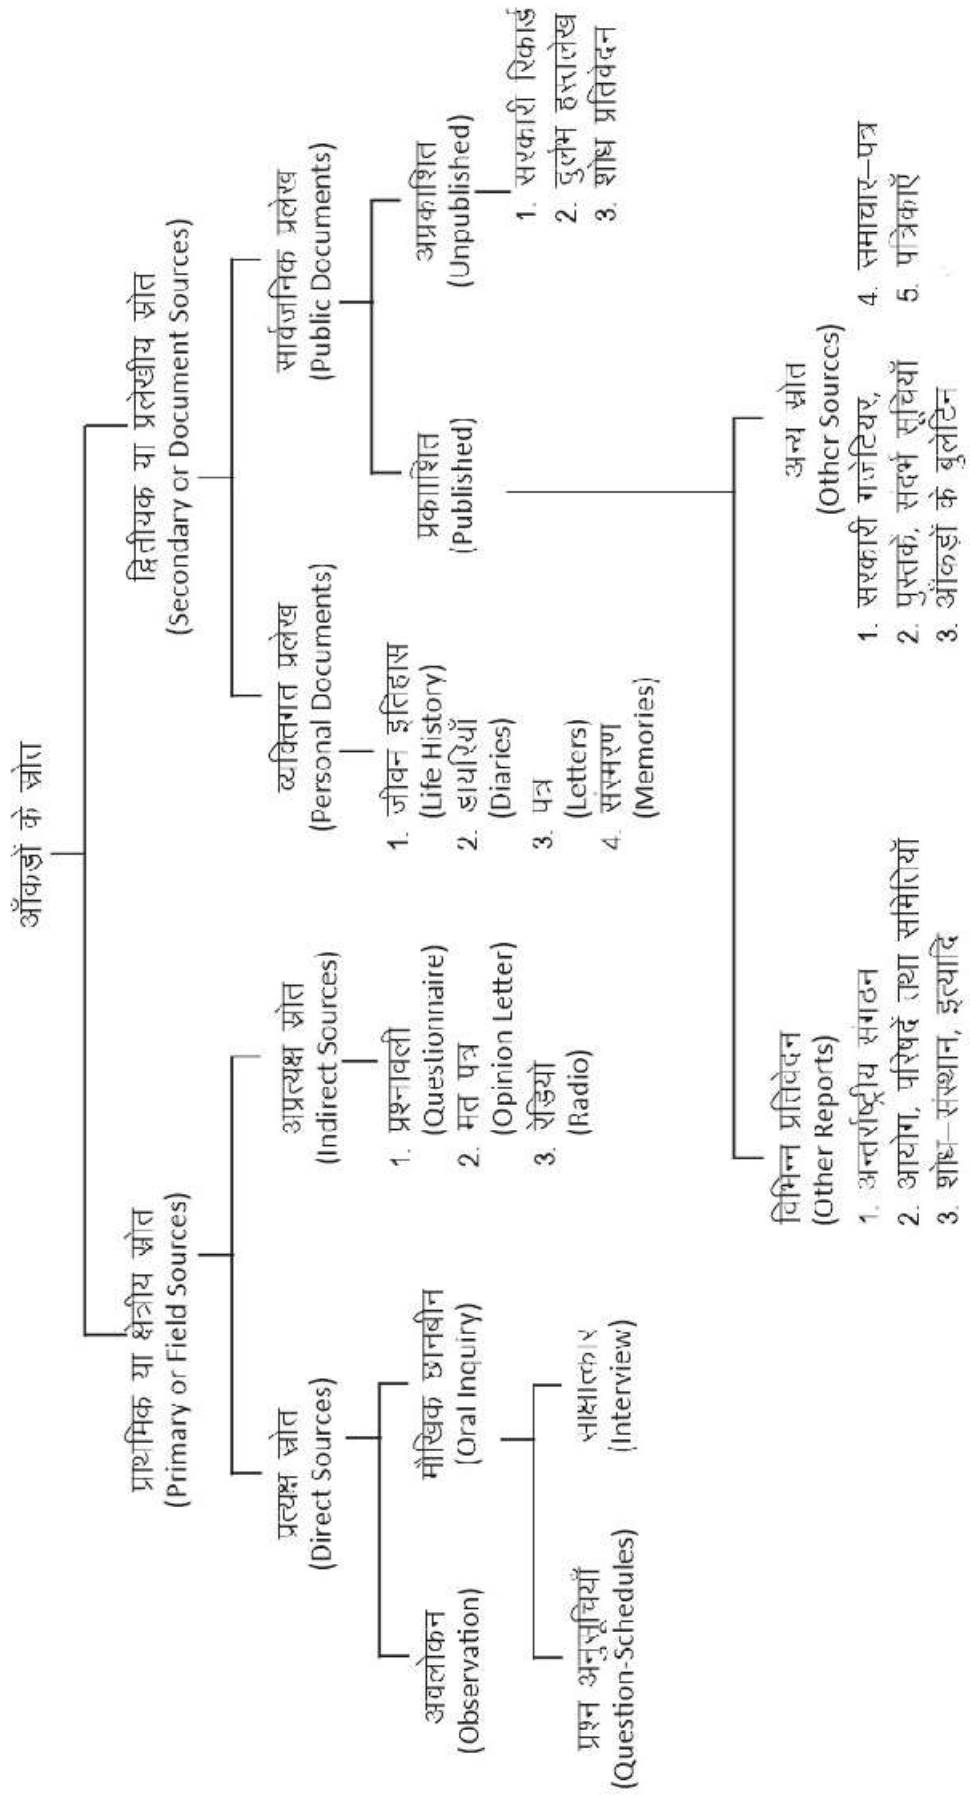 आँकड़ों के स्रोत
प्राथमिक या क्षेत्रीय स्रोत
(Primary or Field Sources)
द्वितीयक या प्रलेखीय स्रोत
(Secondary or Document Sources)
प्रत्यक्ष स्रोत
(Direct Sources)
अप्रत्यक्ष स्रोत
(Indirect Sources)
व्यक्तिगत प्रलेख
(Personal Documents)
सार्वजनिक प्रलेख
(Public Documents)
अवलोकन
(Observation)
मौखिक छानबीन
(Oral Inquiry)
प्रश्न अनुसूचियाँ
(Question-Schedules)
साक्षात्कार
(Interview)
1. प्रश्नावली
(Questionnaire)
2. मत पत्र
(Opinion Letter)
3. रेडियो
(Radio)
1. जीवन इतिहास
(Life History)
2. डायरियाँ
(Diaries)
3. पत्र
(Letters)
4. संस्मरण
(Memories)
प्रकाशित
(Published)
अप्रकाशित
(Unpublished)
1. सरकारी रिकार्ड
2. दुर्लभ हस्तलेख
3. शोध प्रतिवेदन
विभिन्न प्रतिवेदन
(Other Reports)
1. अन्तर्राष्ट्रीय संगठन
2. आयोग, परिषदें तथा समितियाँ
3. शोध–संस्थान, इत्यादि
अन्य स्रोत
(Other Sources)
1. सरकारी गजेटियर,
2. पुस्तकें, संदर्भ सूचियाँ
3. आँकड़ों के बुलेटिन
4. समाचार–पत्र
5. पत्रिकाएँ